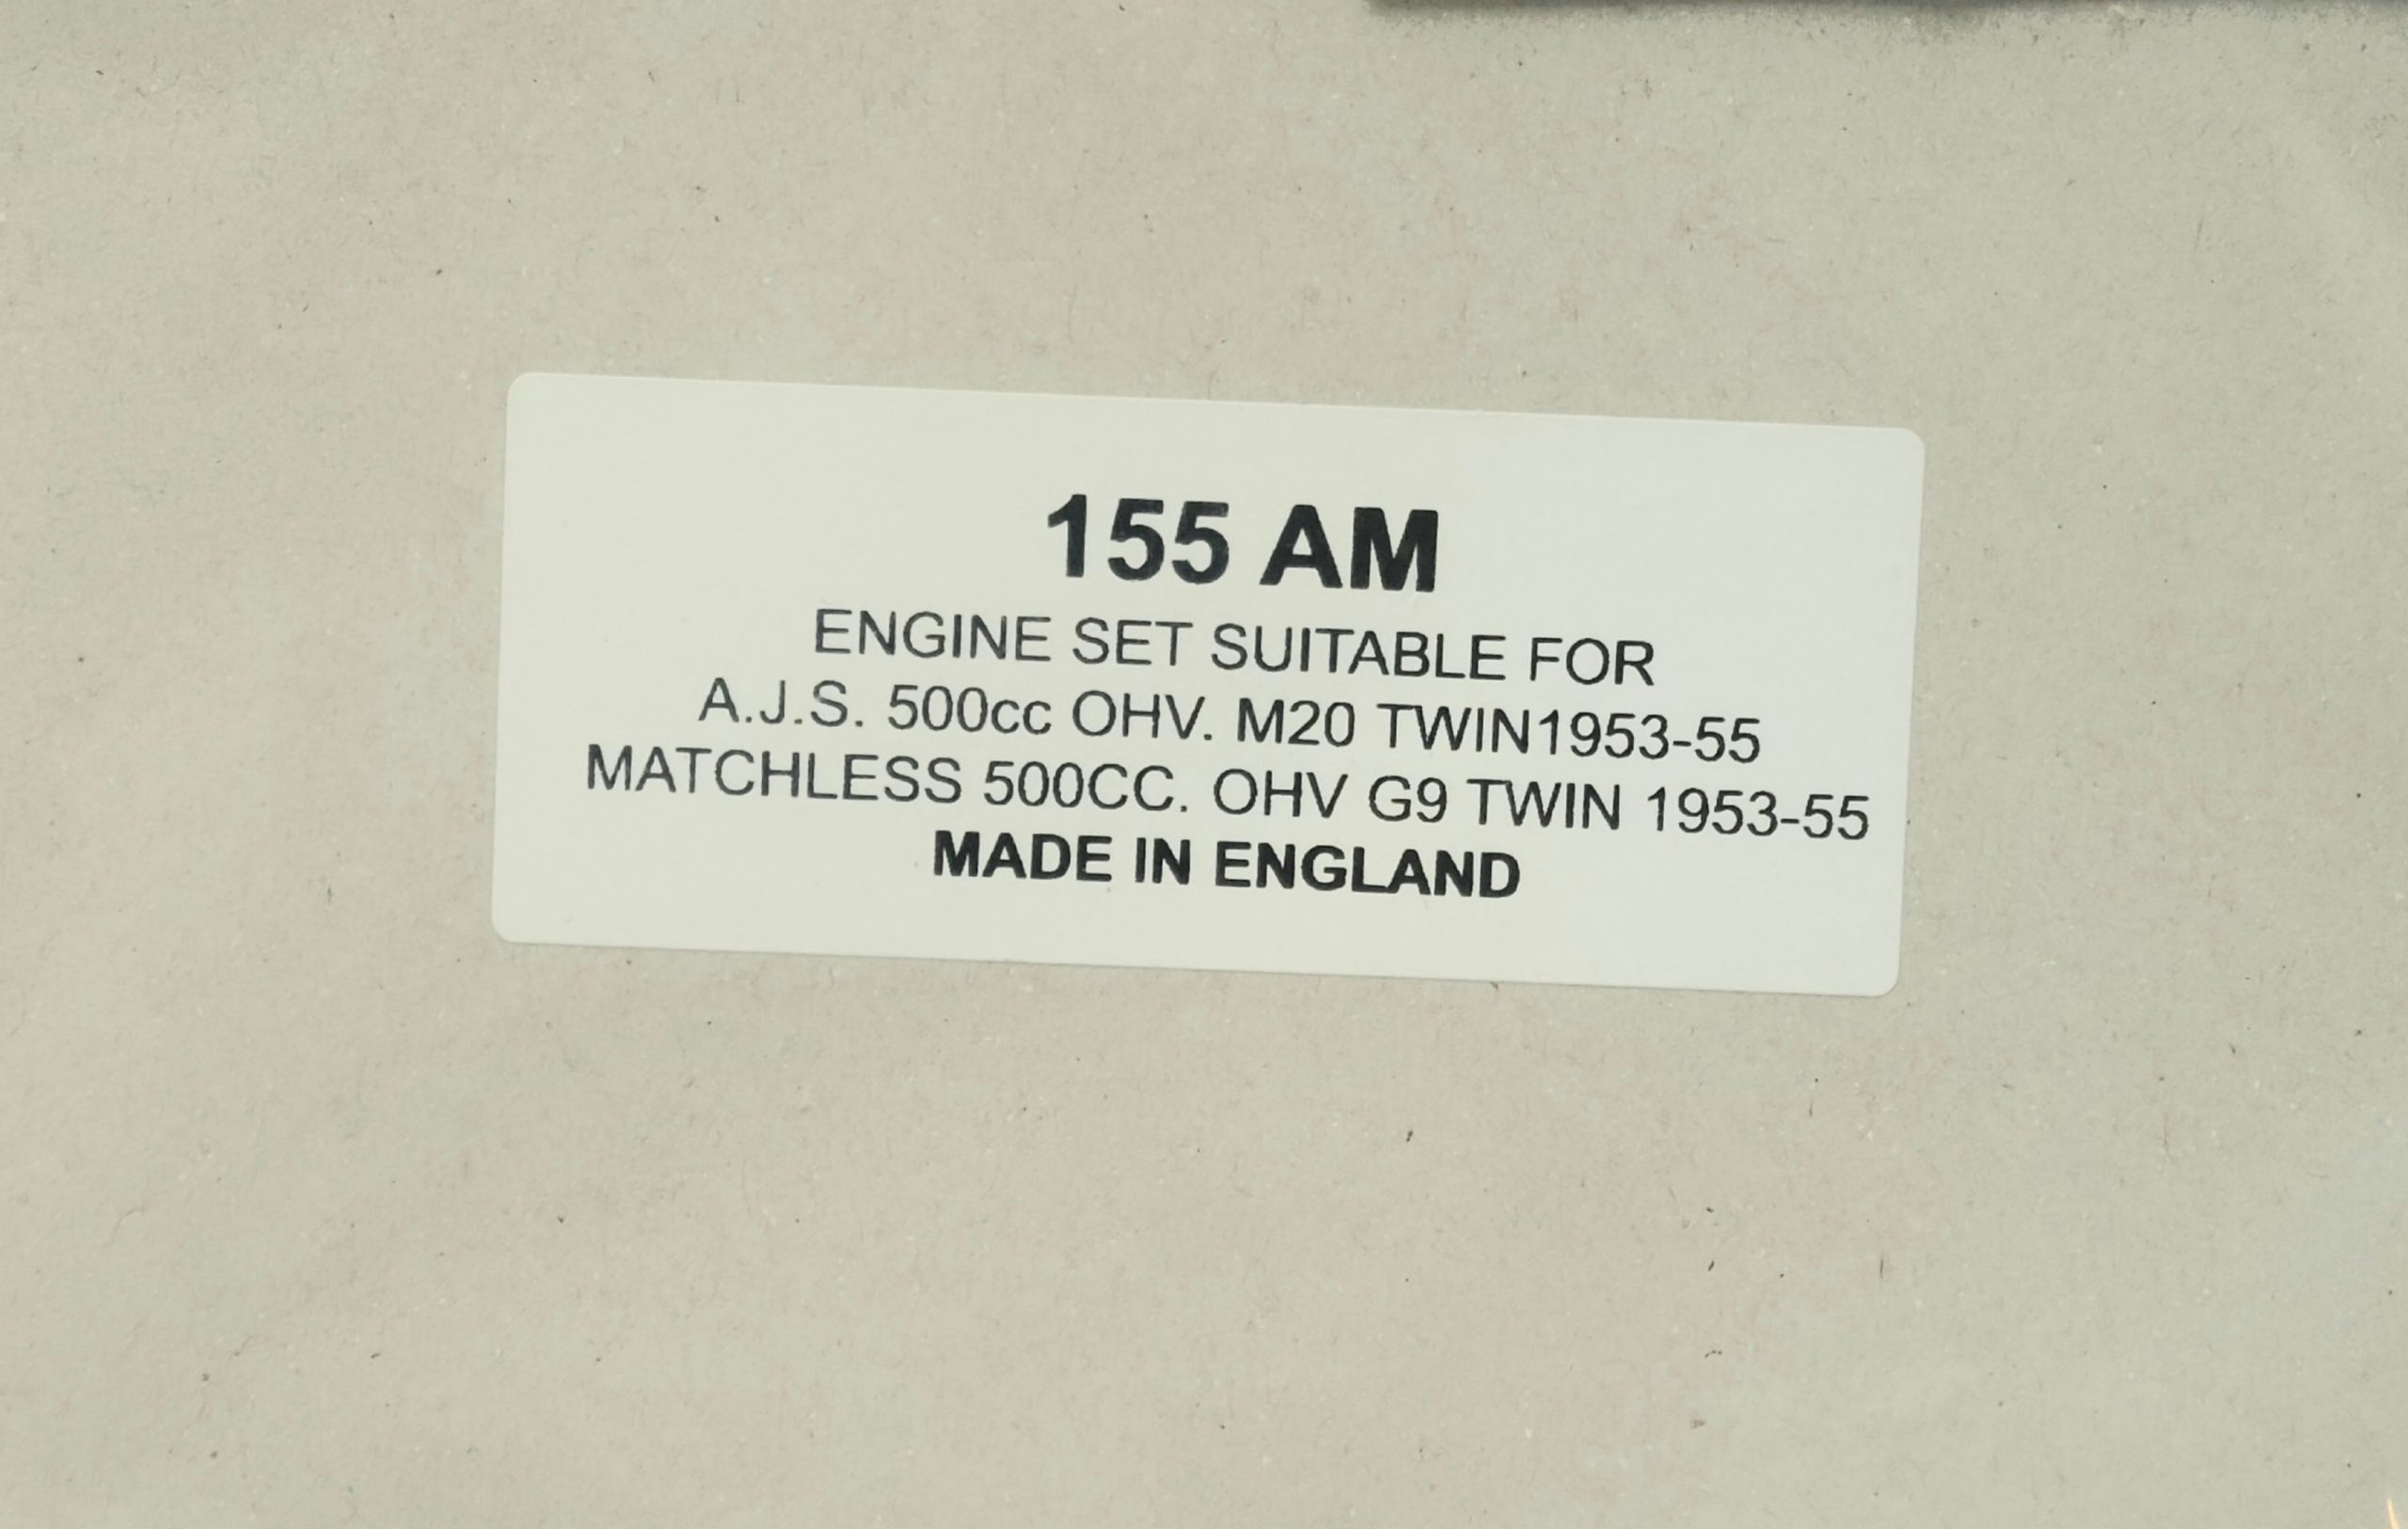 155 AM
ENGINE SET SUITABLE FOR
A.J.S. 500cc OHV. M20 TWIN1953-55
MATCHLESS 500CC. OHV G9 TWIN 1953-55
MADE IN ENGLAND